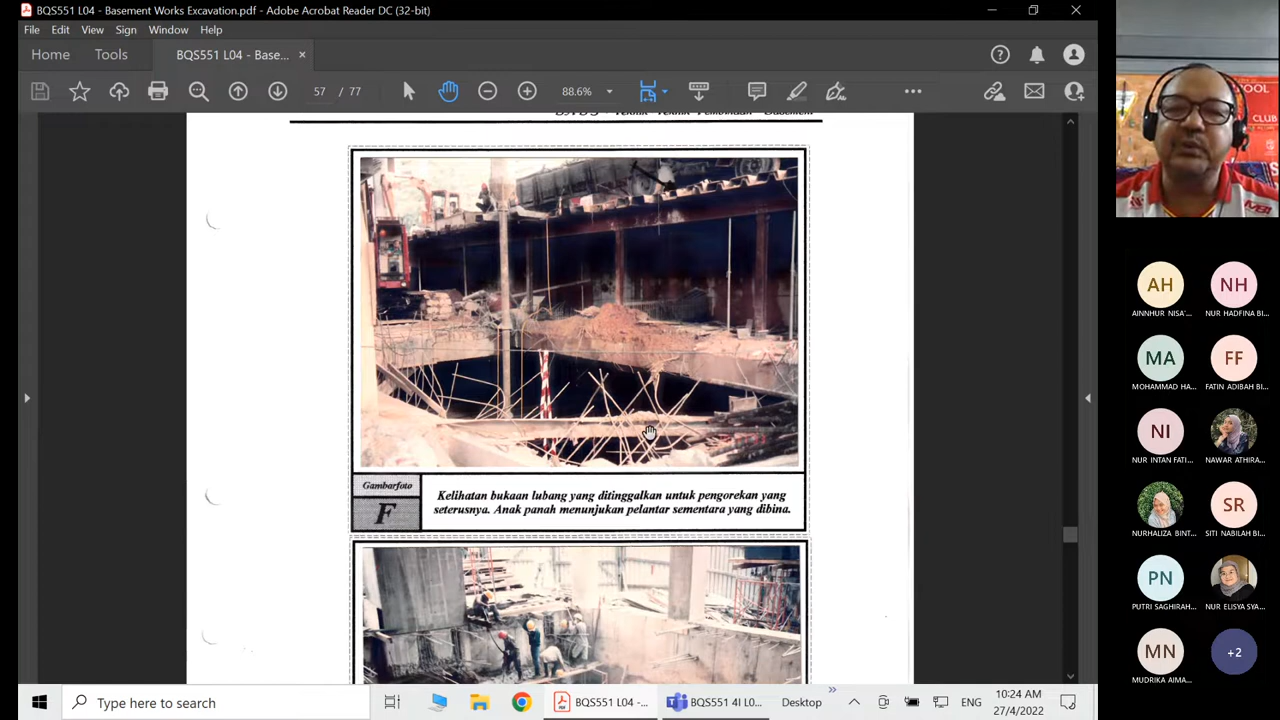 BQS551 L04 - Basement Works Excavation.pdf - Adobe Acrobat Reader DC (32-bit)
File Edit View Sign Window Help
Home Tools BQS551 L04 - Base... ×
57 / 77 88.6%
Gambarfoto
F
Kelihatan bukaan lubang yang ditinggalkan untuk pengorekan yang
seterusnya. Anak panah menunjukan pelantar sementara yang dibina.
AH NH
AINNHUR NISA'... NUR HADFINA BI...
MA FF
MOHAMMAD HA... FATIN ADIBAH BI...
NI
NUR INTAN FATI... NAWAR ATHIRA...
SR
NURHALIZA BINT... SITI NABILAH BI...
PN
PUTRI SAGHIRAH... NUR ELISYA SYA...
MN +2
MUDRIKA AIMA...
CLUB
Type here to search
BQS551 L04 -...
BQS551 4I L0...
Desktop
ENG
10:24 AM
27/4/2022